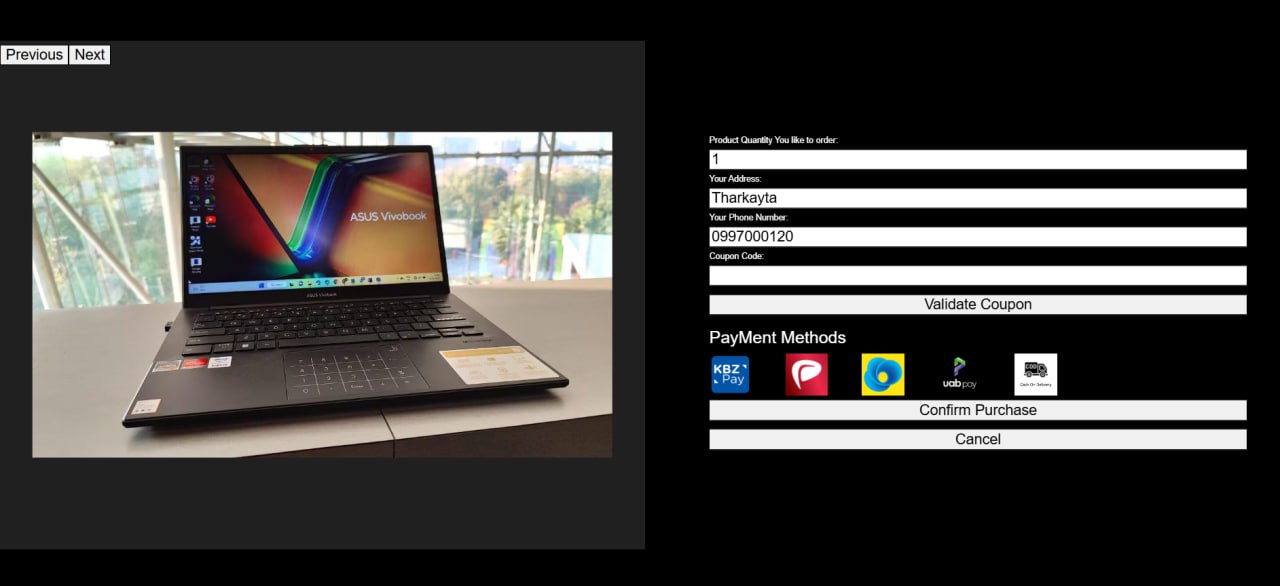 Previous Next
ASUS Vivobook
ASUS Vivobook
Product Quantity You like to order:
1
Your Address:
Tharkayta
Your Phone Number:
0997000120
Coupon Code:
Validate Coupon
PayMent Methods
KBZ
Pay
uab pay
COD
Cash On Delivery
Confirm Purchase
Cancel